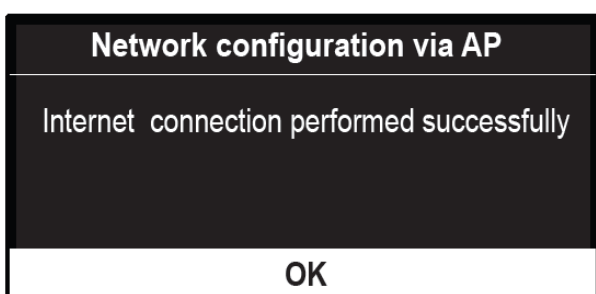 Network configuration via AP
Internet connection performed successfully
OK